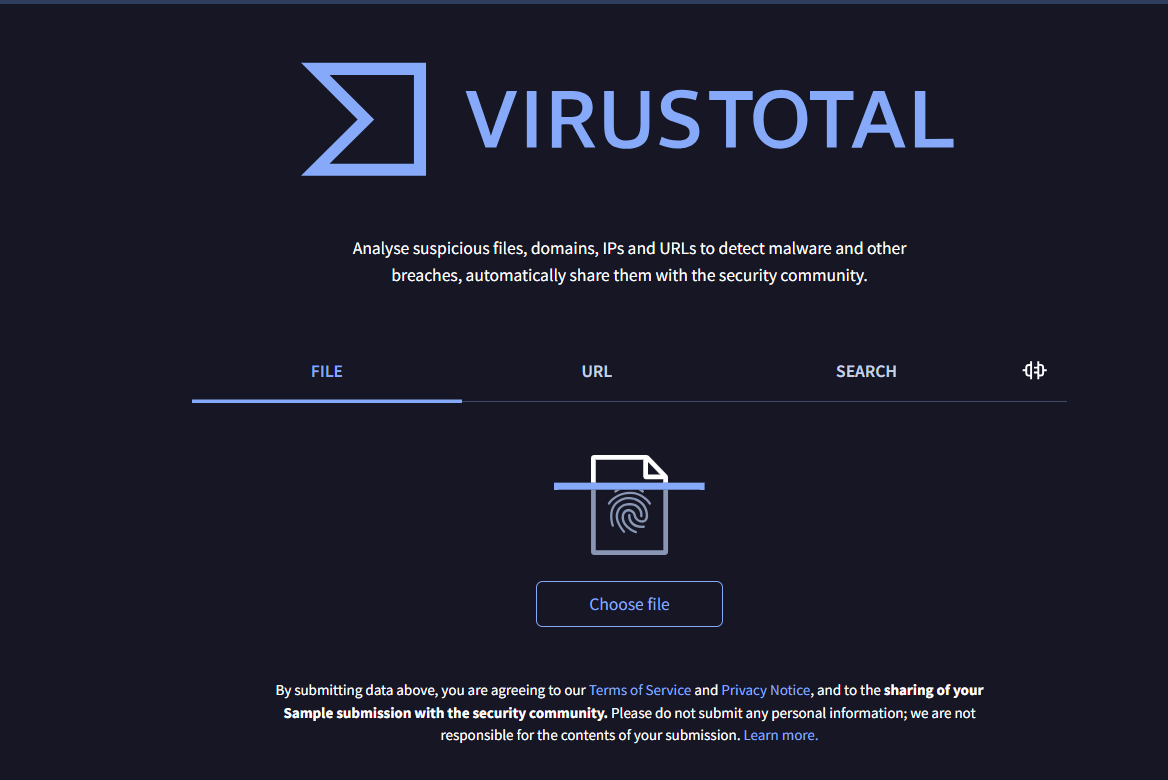 VIRUSTOTAL
Analyse suspicious files, domains, IPs and URLs to detect malware and other
breaches, automatically share them with the security community.
FILE
URL
SEARCH
Choose file
By submitting data above, you are agreeing to our Terms of Service and Privacy Notice, and to the sharing of your
Sample submission with the security community. Please do not submit any personal information; we are not
responsible for the contents of your submission. Learn more.